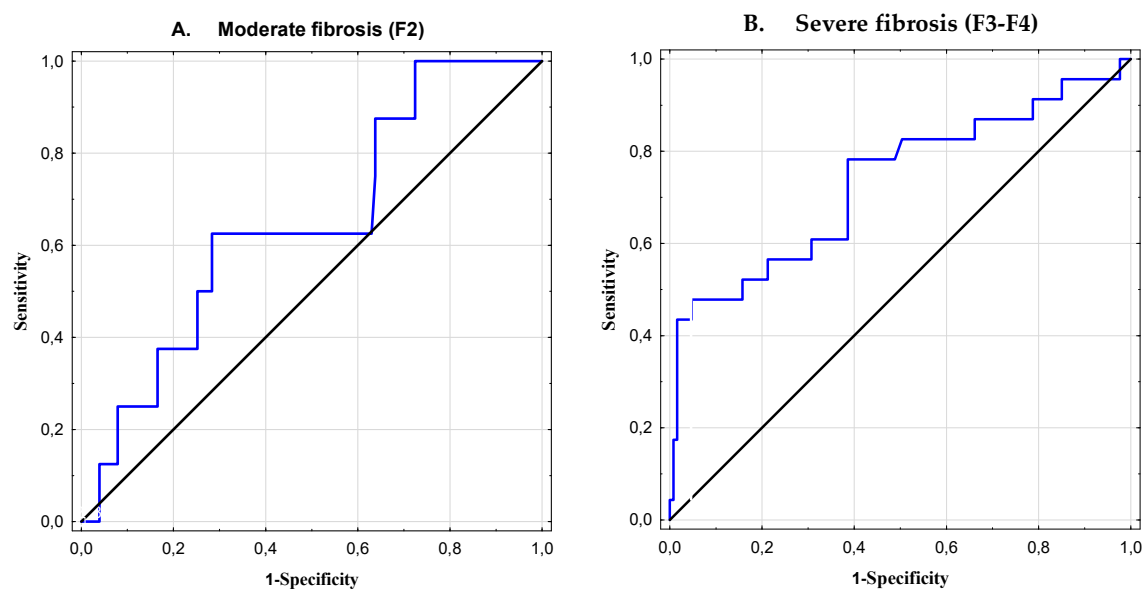 A. Moderate fibrosis (F2)
1,0
0,8
0,6
0,4
0,2
0,0
Sensitivity
0,0 0,2 0,4 0,6 0,8 1,0
1-Specificity
B. Severe fibrosis (F3-F4)
1,0
0,8
0,6
0,4
0,2
0,0
Sensitivity
0,0 0,2 0,4 0,6 0,8 1,0
1-Specificity